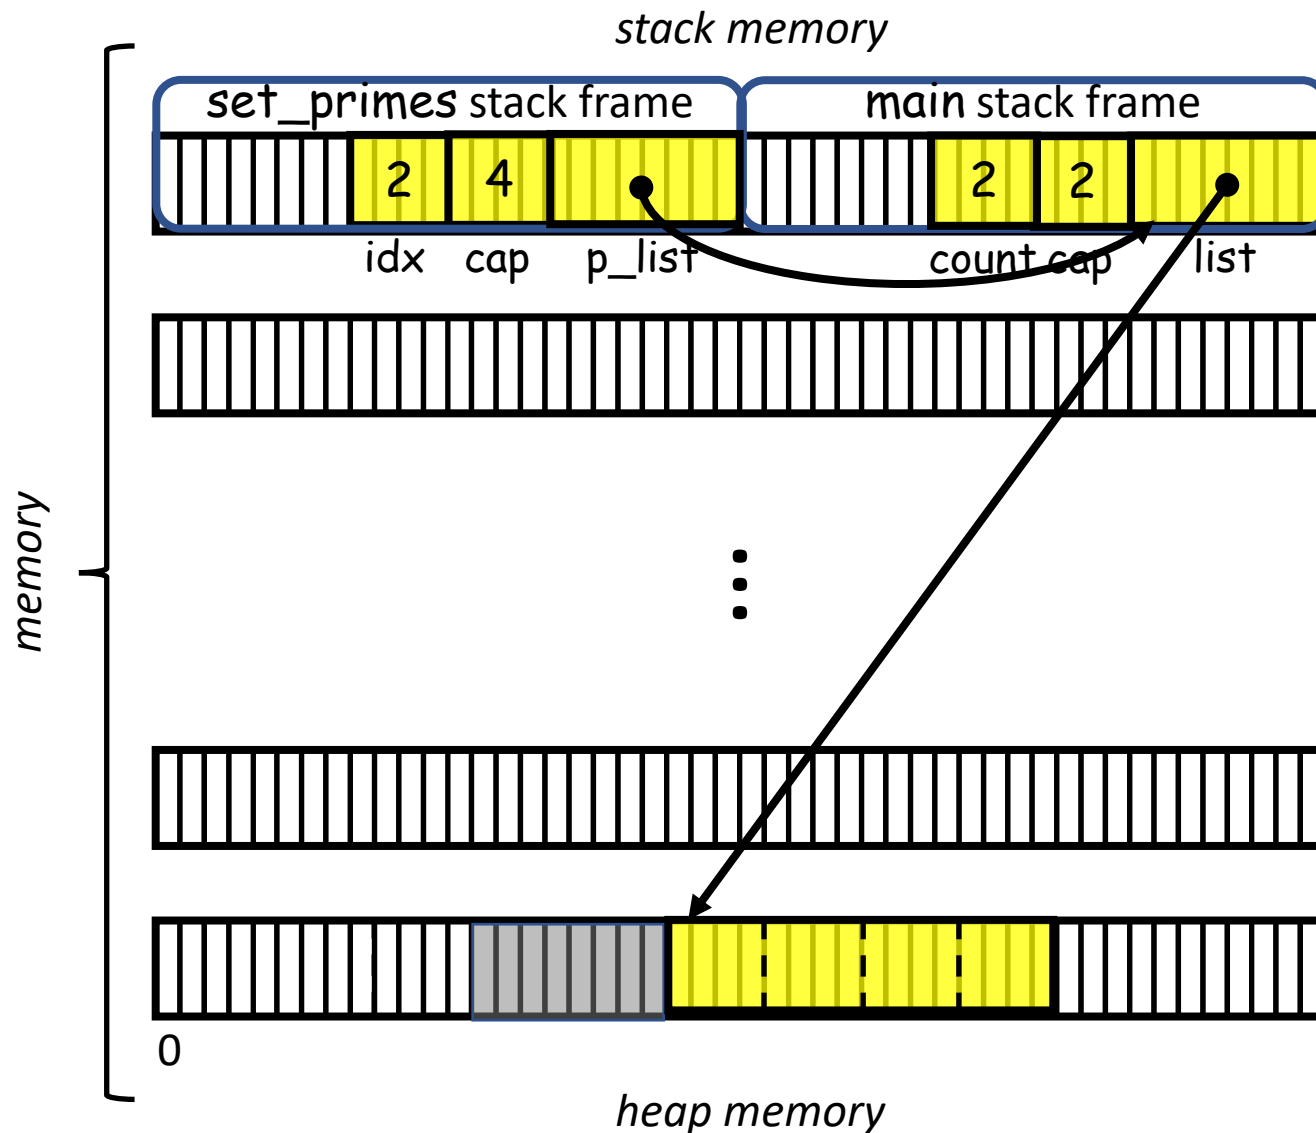 stack memory
set_primes stack frame main stack frame
2 4 2 2
idx cap p_list count cap list
memory
0
heap memory